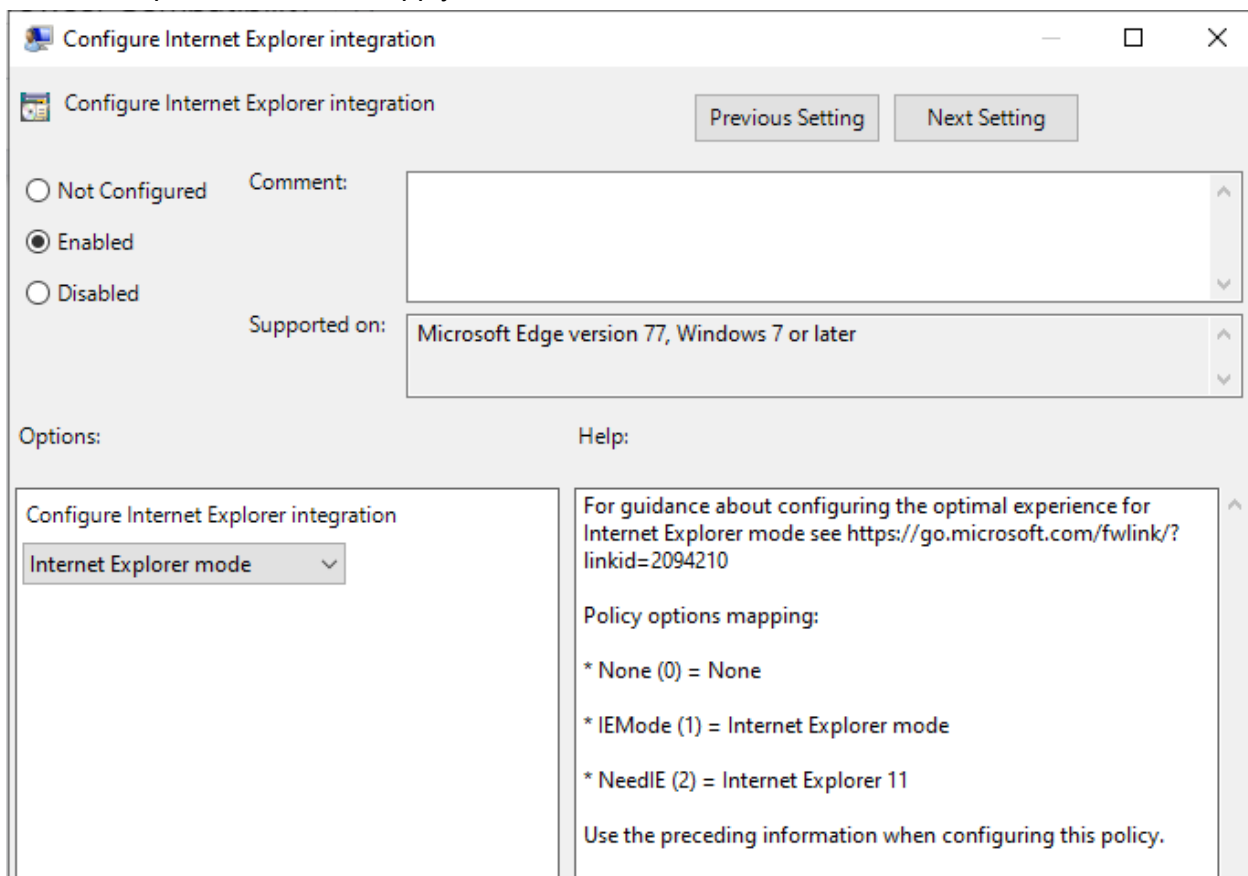 Configure Internet Explorer integration
Configure Internet Explorer integration
Previous Setting
Next Setting
Not Configured
Comment:
Enabled
Disabled
Supported on:
Microsoft Edge version 77, Windows 7 or later
Options:
Help:
Configure Internet Explorer integration
Internet Explorer mode
For guidance about configuring the optimal experience for
Internet Explorer mode see https://go.microsoft.com/fwlink/?
linkid=2094210
Policy options mapping:
* None (0) = None
* IEMode (1) = Internet Explorer mode
* NeedIE (2) = Internet Explorer 11
Use the preceding information when configuring this policy.